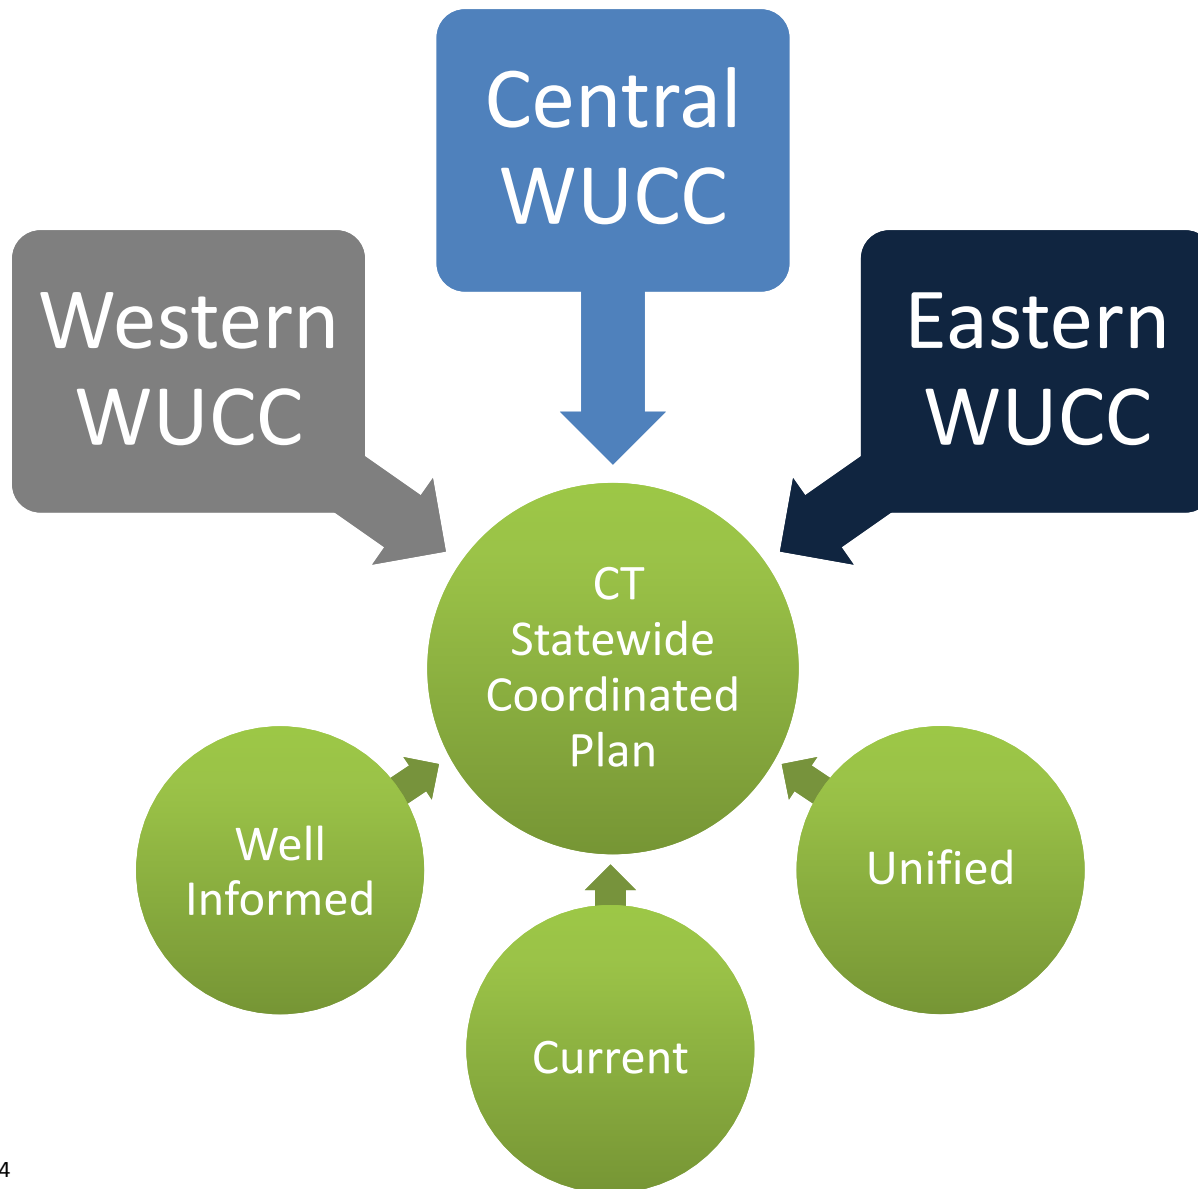 Central
WUCC
Western
WUCC
Eastern
WUCC
CT
Statewide
Coordinated
Plan
Well
Informed
Unified
Current
4